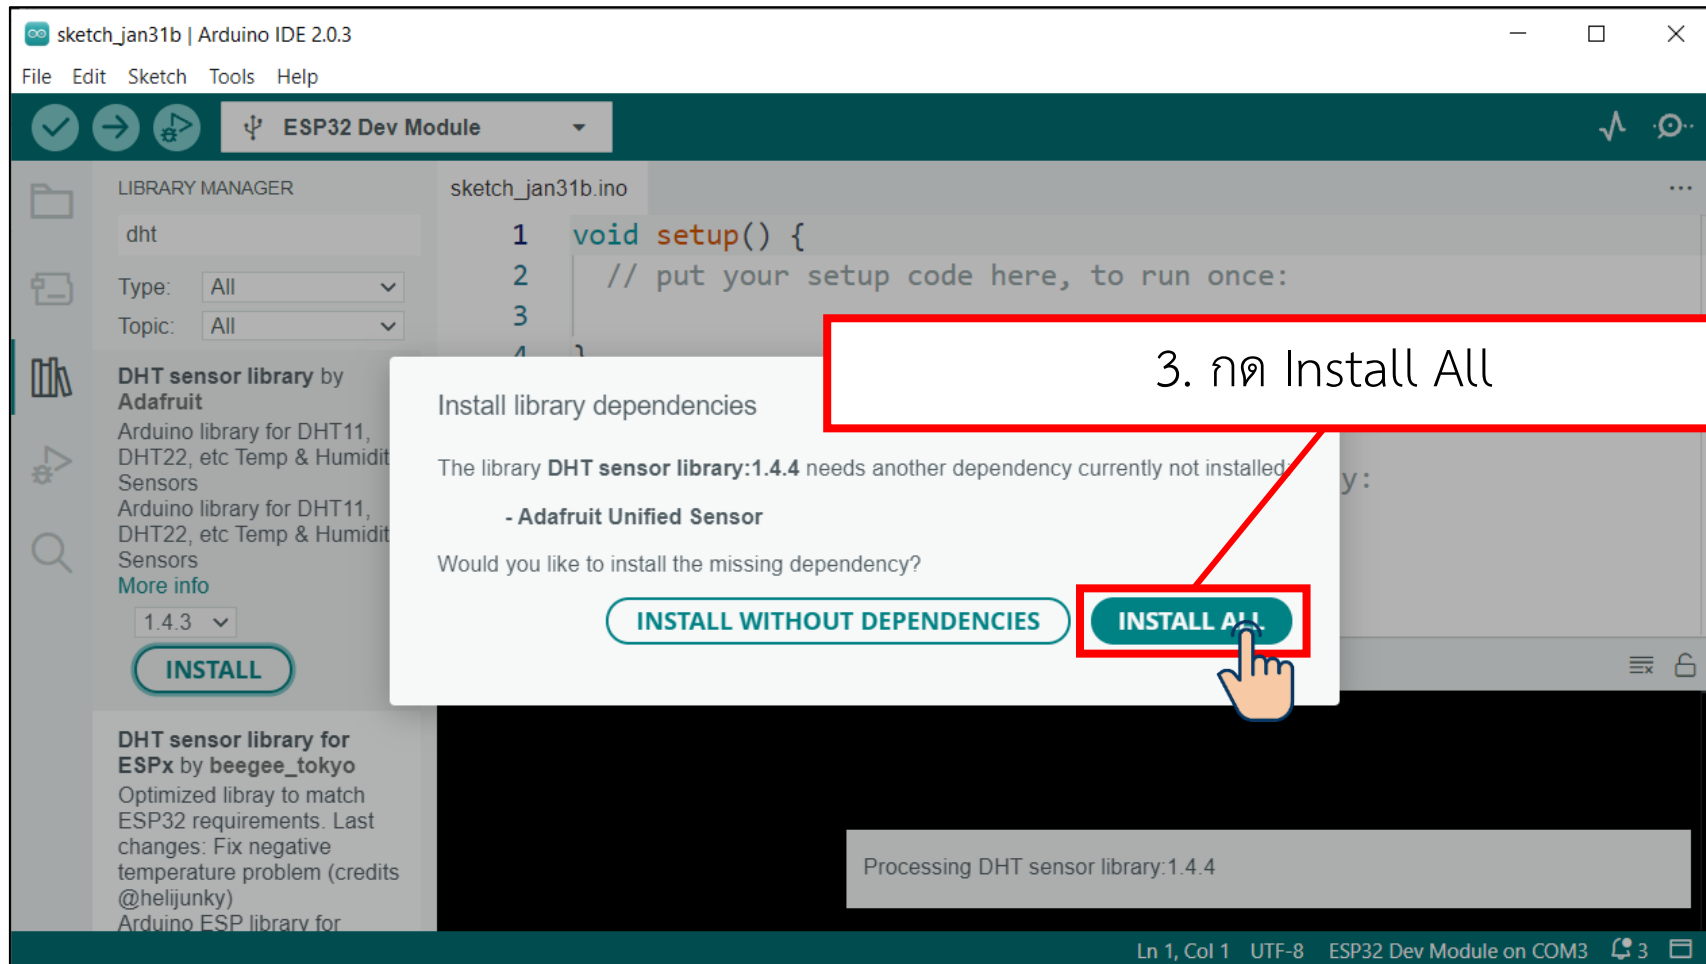 sketch_jan31b | Arduino IDE 2.0.3
File Edit Sketch Tools Help
ESP32 Dev Module
LIBRARY MANAGER
dht
Type: All
Topic: All
DHT sensor library by
Adafruit
Arduino library for DHT11,
DHT22, etc Temp & Humidit
Sensors
Arduino library for DHT11,
DHT22, etc Temp & Humidit
Sensors
More info
1.4.3
INSTALL
DHT sensor library for
ESPx by beegee_tokyo
Optimized libray to match
ESP32 requirements. Last
changes: Fix negative
temperature problem (credits
@helijunky)
Arduino ESP library for
sketch_jan31b.ino
1 void setup() {
2 // put your setup code here, to run once:
3
4 }
y:
3. กด Install All
Install library dependencies
The library DHT sensor library:1.4.4 needs another dependency currently not installed:
- Adafruit Unified Sensor
Would you like to install the missing dependency?
INSTALL WITHOUT DEPENDENCIES
INSTALL ALL
Processing DHT sensor library:1.4.4
Ln 1, Col 1 UTF-8 ESP32 Dev Module on COM3 3